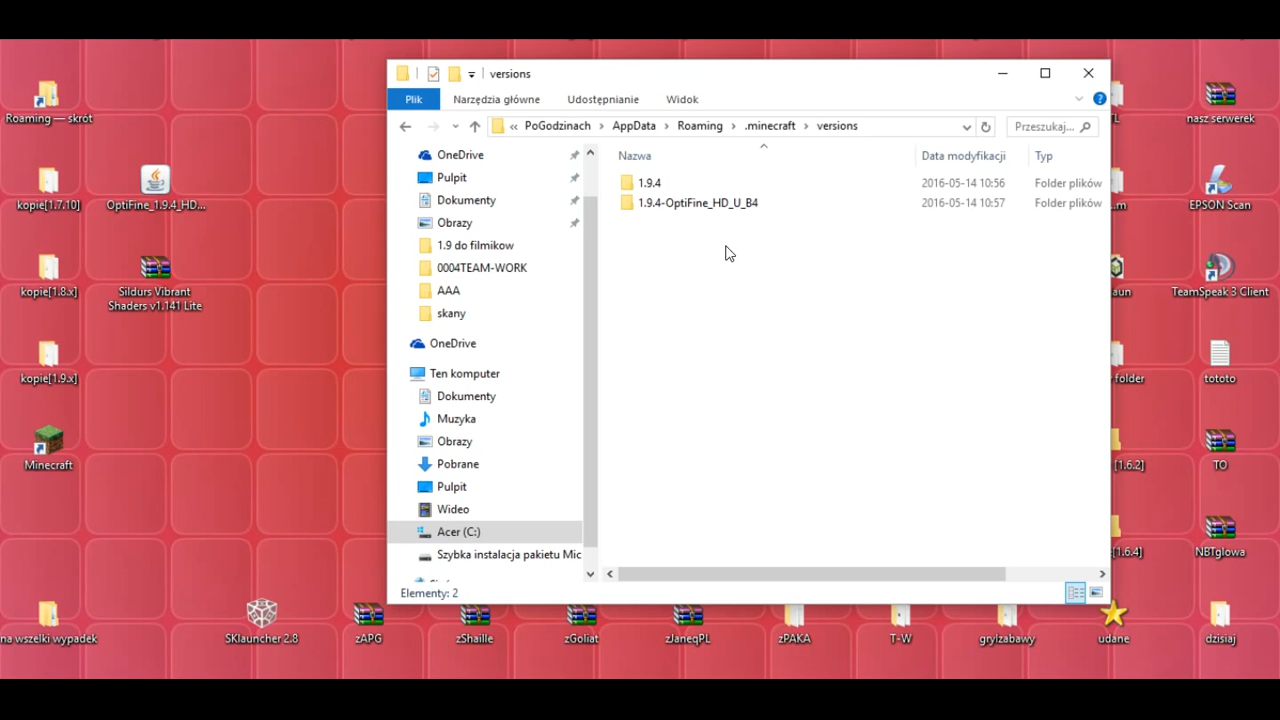 versions
Plik
Narzędzia główne
Udostępnianie
Widok
« PoGodzinach > AppData > Roaming > .minecraft > versions
Przeszukaj...
OneDrive
Pulpit
Dokumenty
Obrazy
1.9 do filmikow
0004TEAM-WORK
AAA
skany
OneDrive
Ten komputer
Dokumenty
Muzyka
Obrazy
Pobrane
Pulpit
Wideo
Acer (C:)
Szybka instalacja pakietu Mic
Nazwa
Data modyfikacji
Typ
1.9.4
2016-05-14 10:56
Folder plików
1.9.4-OptiFine_HD_U_B4
2016-05-14 10:57
Folder plików
Elementy: 2
Roaming — skrót
kopie[1.7.10]
OptiFine_1.9.4_HD...
kopie[1.8.x]
Sildurs Vibrant
Shaders v1.141 Lite
kopie[1.9.x]
Minecraft
na wszelki wypadek
SKlauncher 2.8
zAPG
zShaille
zGoliat
zJaneqPL
zPAKA
T-W
gryIzabawy
udane
dzisiaj
TL
nasz serwerek
.m
EPSON Scan
aun
TeamSpeak 3 Client
folder
tototo
[1.6.2]
TO
[1.6.4]
NBTglowa